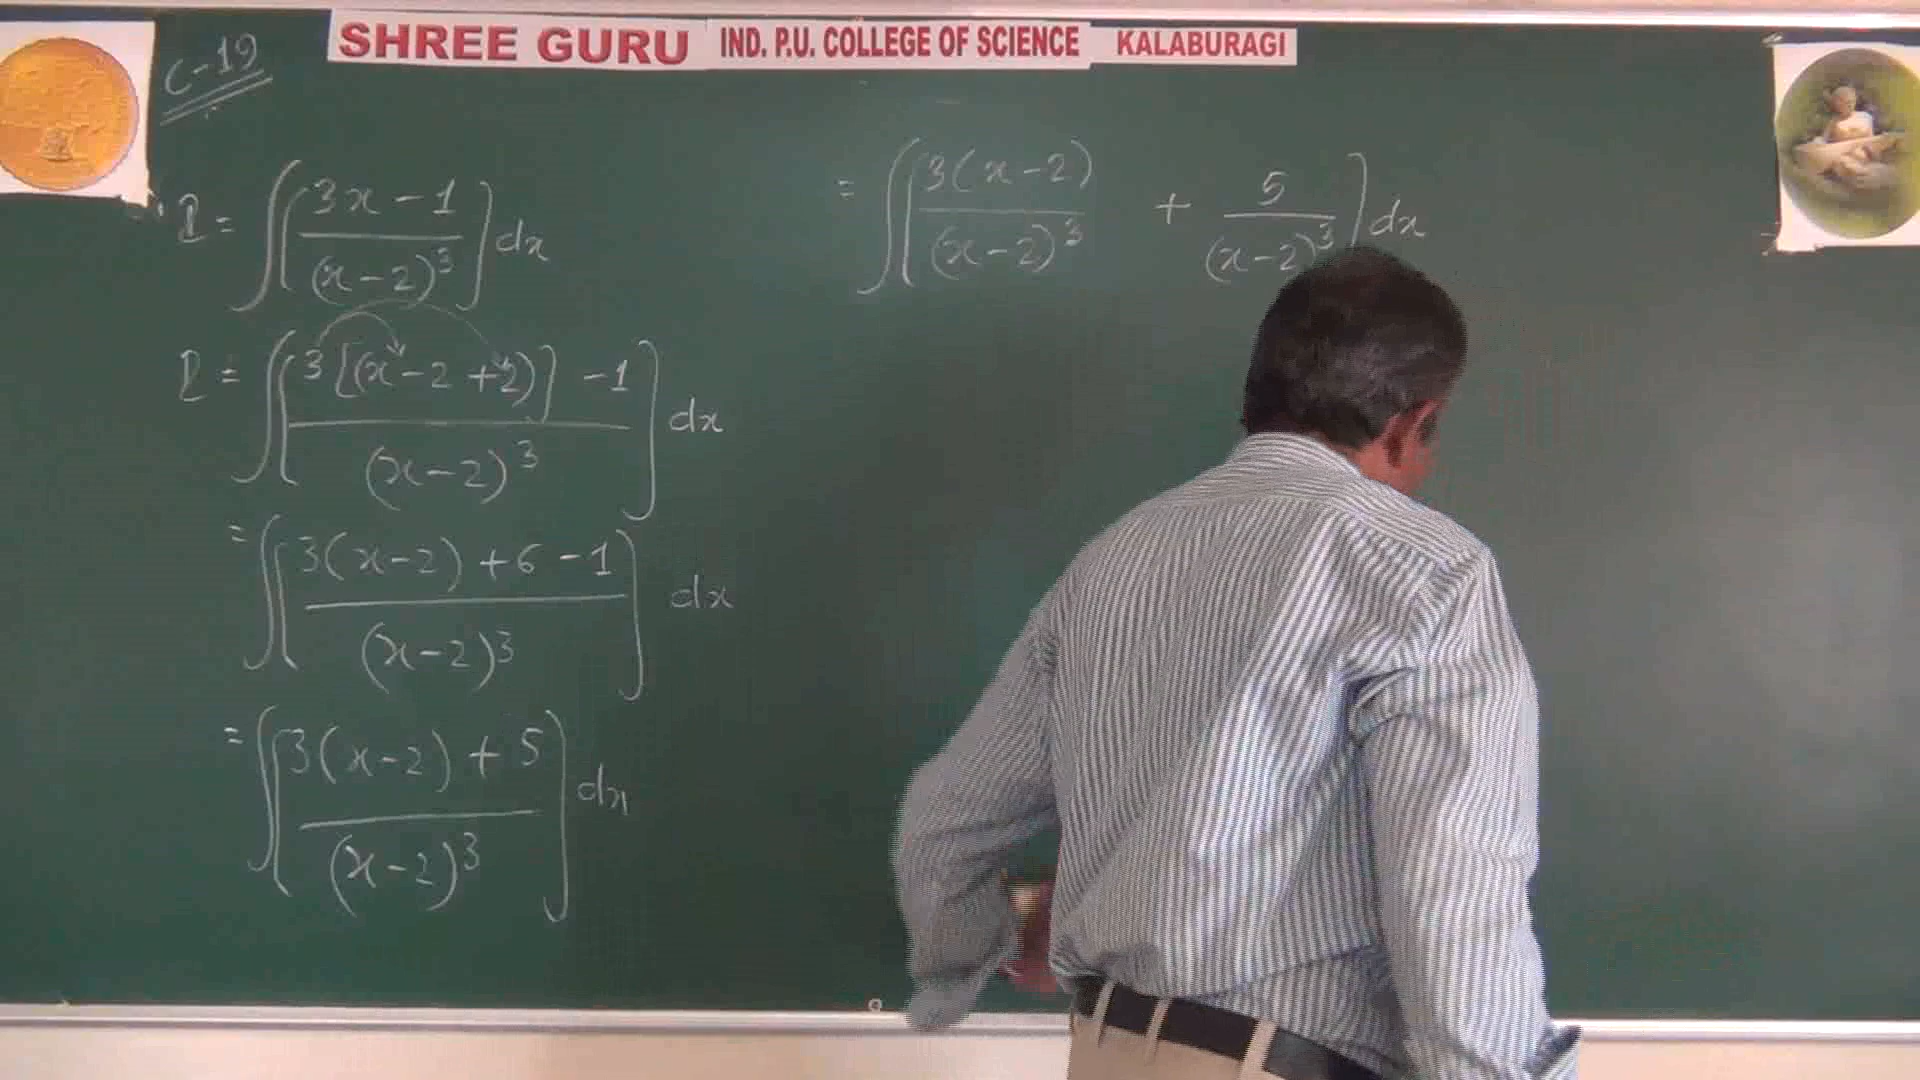 SHREE GURU IND. P.U. COLLEGE OF SCIENCE KALABURAGI
C-19
I = ∫[(3x-1)/(x-2)^3]dx
I = ∫[(3[(x-2+2)]-1)/(x-2)^3]dx
= ∫[(3(x-2)+6-1)/(x-2)^3]dx
= ∫[(3(x-2)+5)/(x-2)^3]dx
= ∫[3(x-2)/(x-2)^3 + 5/(x-2)^3]dx